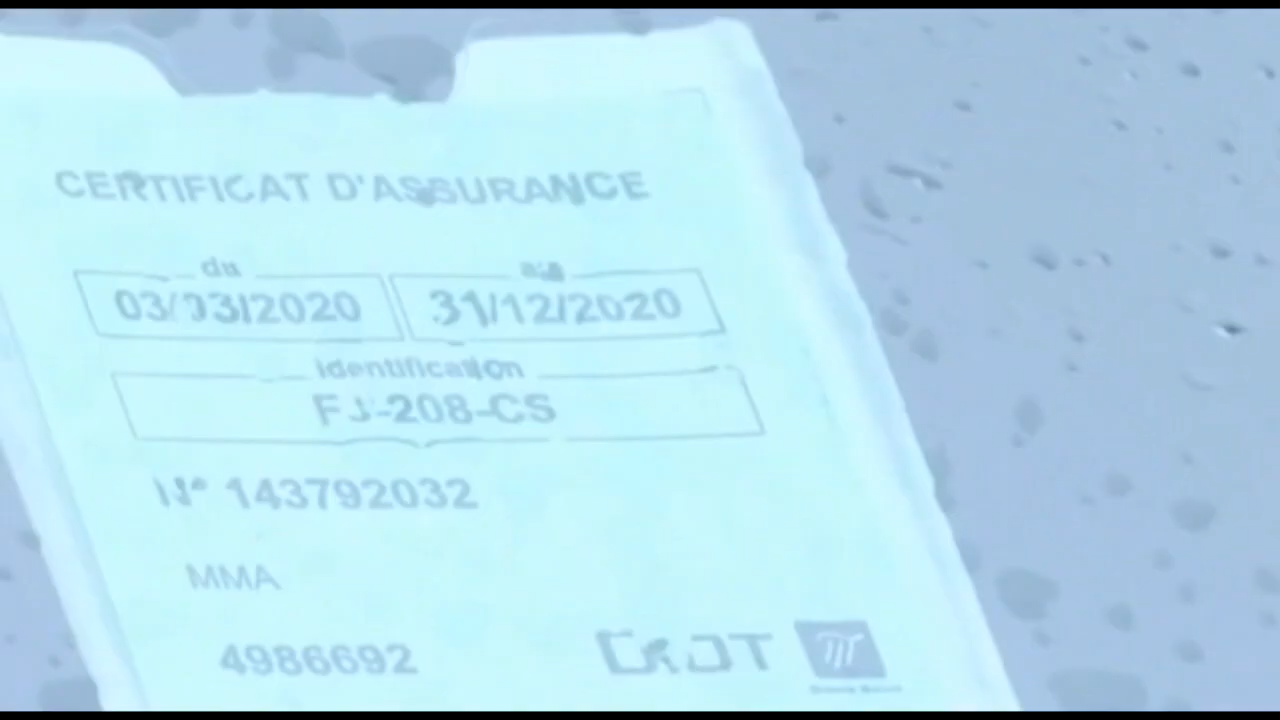 CERTIFICAT D'ASSURANCE
du au
03/03/2020 31/12/2020
identification
FJ-208-CS
N° 143792032
MMA
4986692